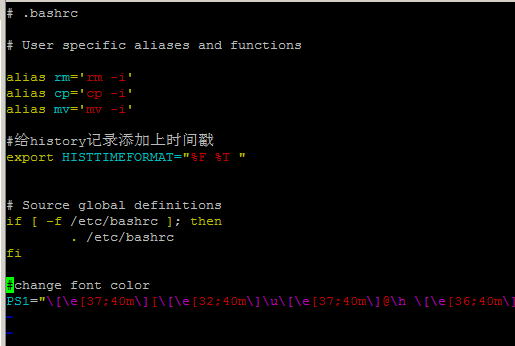 # .bashrc
# User specific aliases and functions
alias rm='rm -i'
alias cp='cp -i'
alias mv='mv -i'
#给history记录添加上时间戳
export HISTTIMEFORMAT="%F %T "
# Source global definitions
if [ -f /etc/bashrc ]; then
        . /etc/bashrc
fi
#change font color
PS1="\[\e[37;40m\][\[\e[32;40m\]\u\[\e[37;40m\]@\h \[\e[36;40m\]
~
~